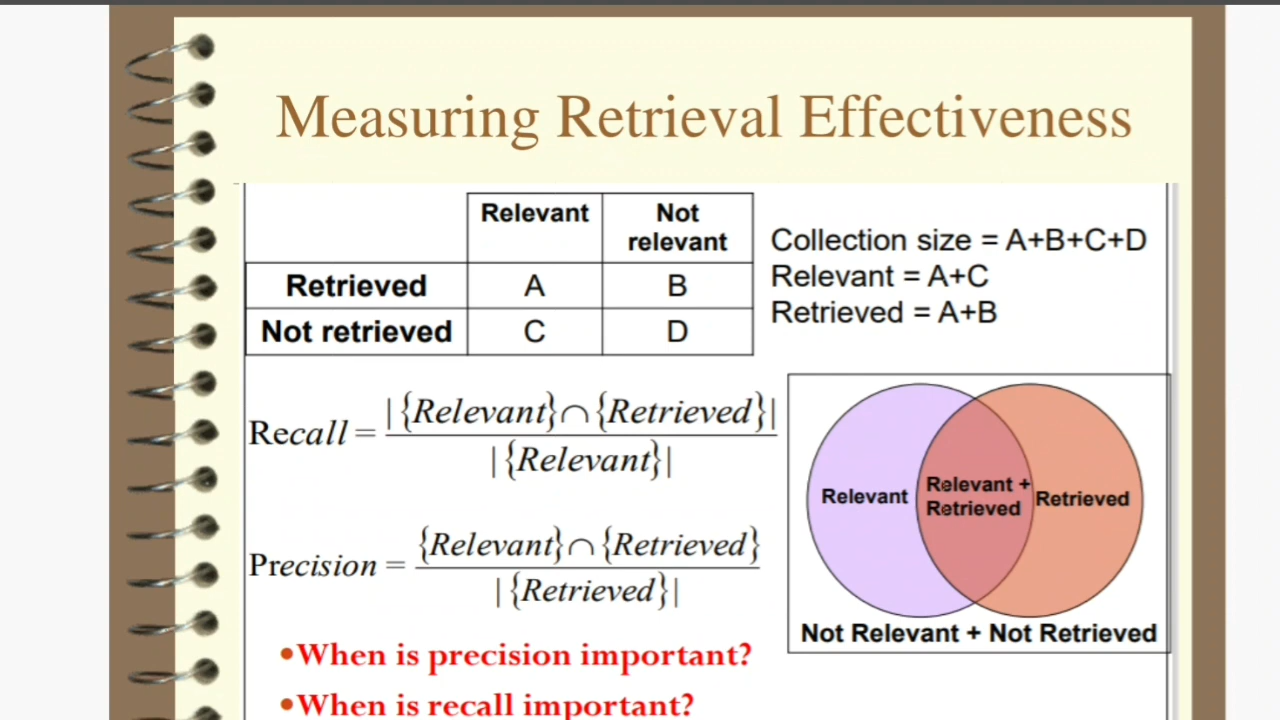 Measuring Retrieval Effectiveness
Relevant Not relevant
Retrieved A B
Not retrieved C D
Collection size = A+B+C+D
Relevant = A+C
Retrieved = A+B
Recall = |{Relevant}∩{Retrieved}| / |{Relevant}|
Precision = {Relevant}∩{Retrieved} / |{Retrieved}|
Relevant
Relevant +
Retrieved
Retrieved
Not Relevant + Not Retrieved
•When is precision important?
•When is recall important?